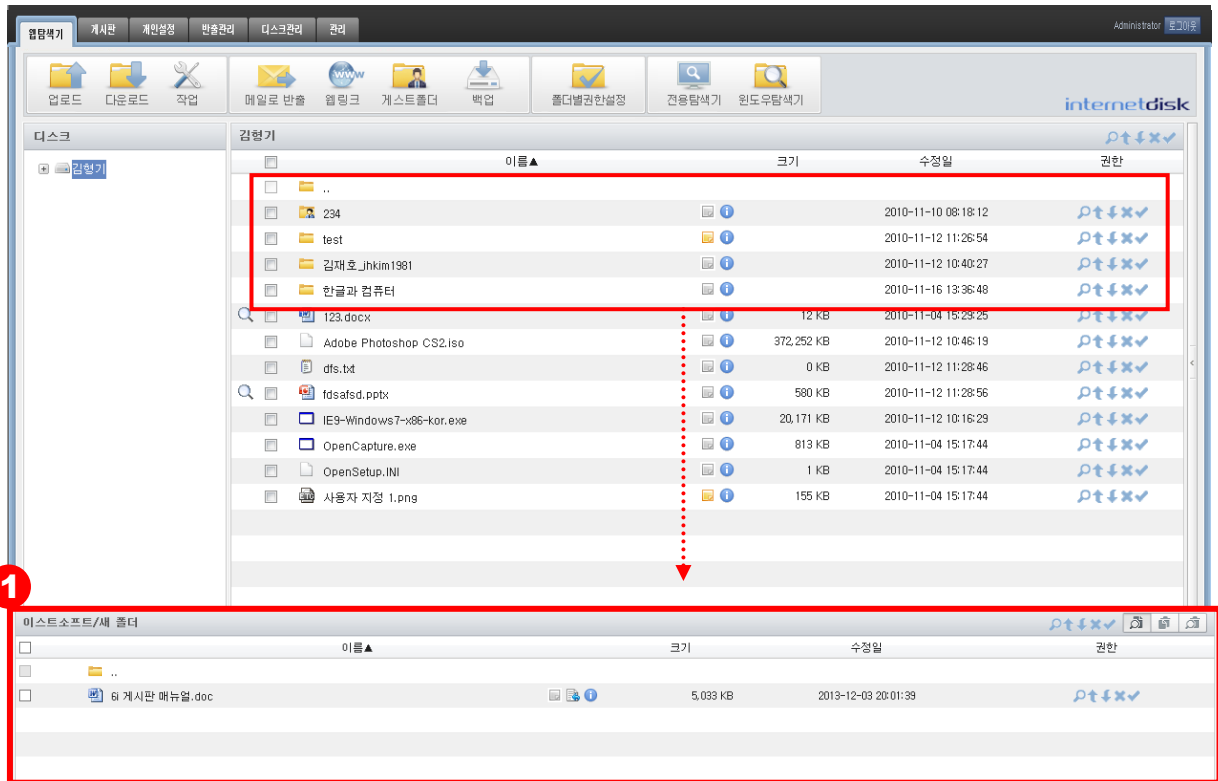 웹탐색기 게시판 개인설정 반출관리 디스크관리 관리 Administrator 로그아웃
업로드 다운로드 작업 메일로 반출 웹링크 게스트폴더 백업 폴더별권한설정 전용탐색기 윈도우탐색기
internetdisk
디스크 김형기
김형기
이름▲ 크기 수정일 권한
..
234 2010-11-10 08:18:12
test 2010-11-12 11:26:54
김재호_jhkim1981 2010-11-12 10:40:27
한글과 컴퓨터 2010-11-16 13:36:48
123.docx 12 KB 2010-11-04 15:29:25
Adobe Photoshop CS2.iso 372,252 KB 2010-11-12 10:46:19
dfs.txt 0 KB 2010-11-12 11:28:46
fdsafsd.pptx 580 KB 2010-11-12 11:28:56
IE9-Windows7-x86-kor.exe 20,171 KB 2010-11-12 10:16:29
OpenCapture.exe 813 KB 2010-11-04 15:17:44
OpenSetup.INI 1 KB 2010-11-04 15:17:44
사용자 지정 1.png 155 KB 2010-11-04 15:17:44
1
이스트소프트/새 폴더
이름▲ 크기 수정일 권한
..
6i 게시판 매뉴얼.doc 5,033 KB 2013-12-03 20:01:39